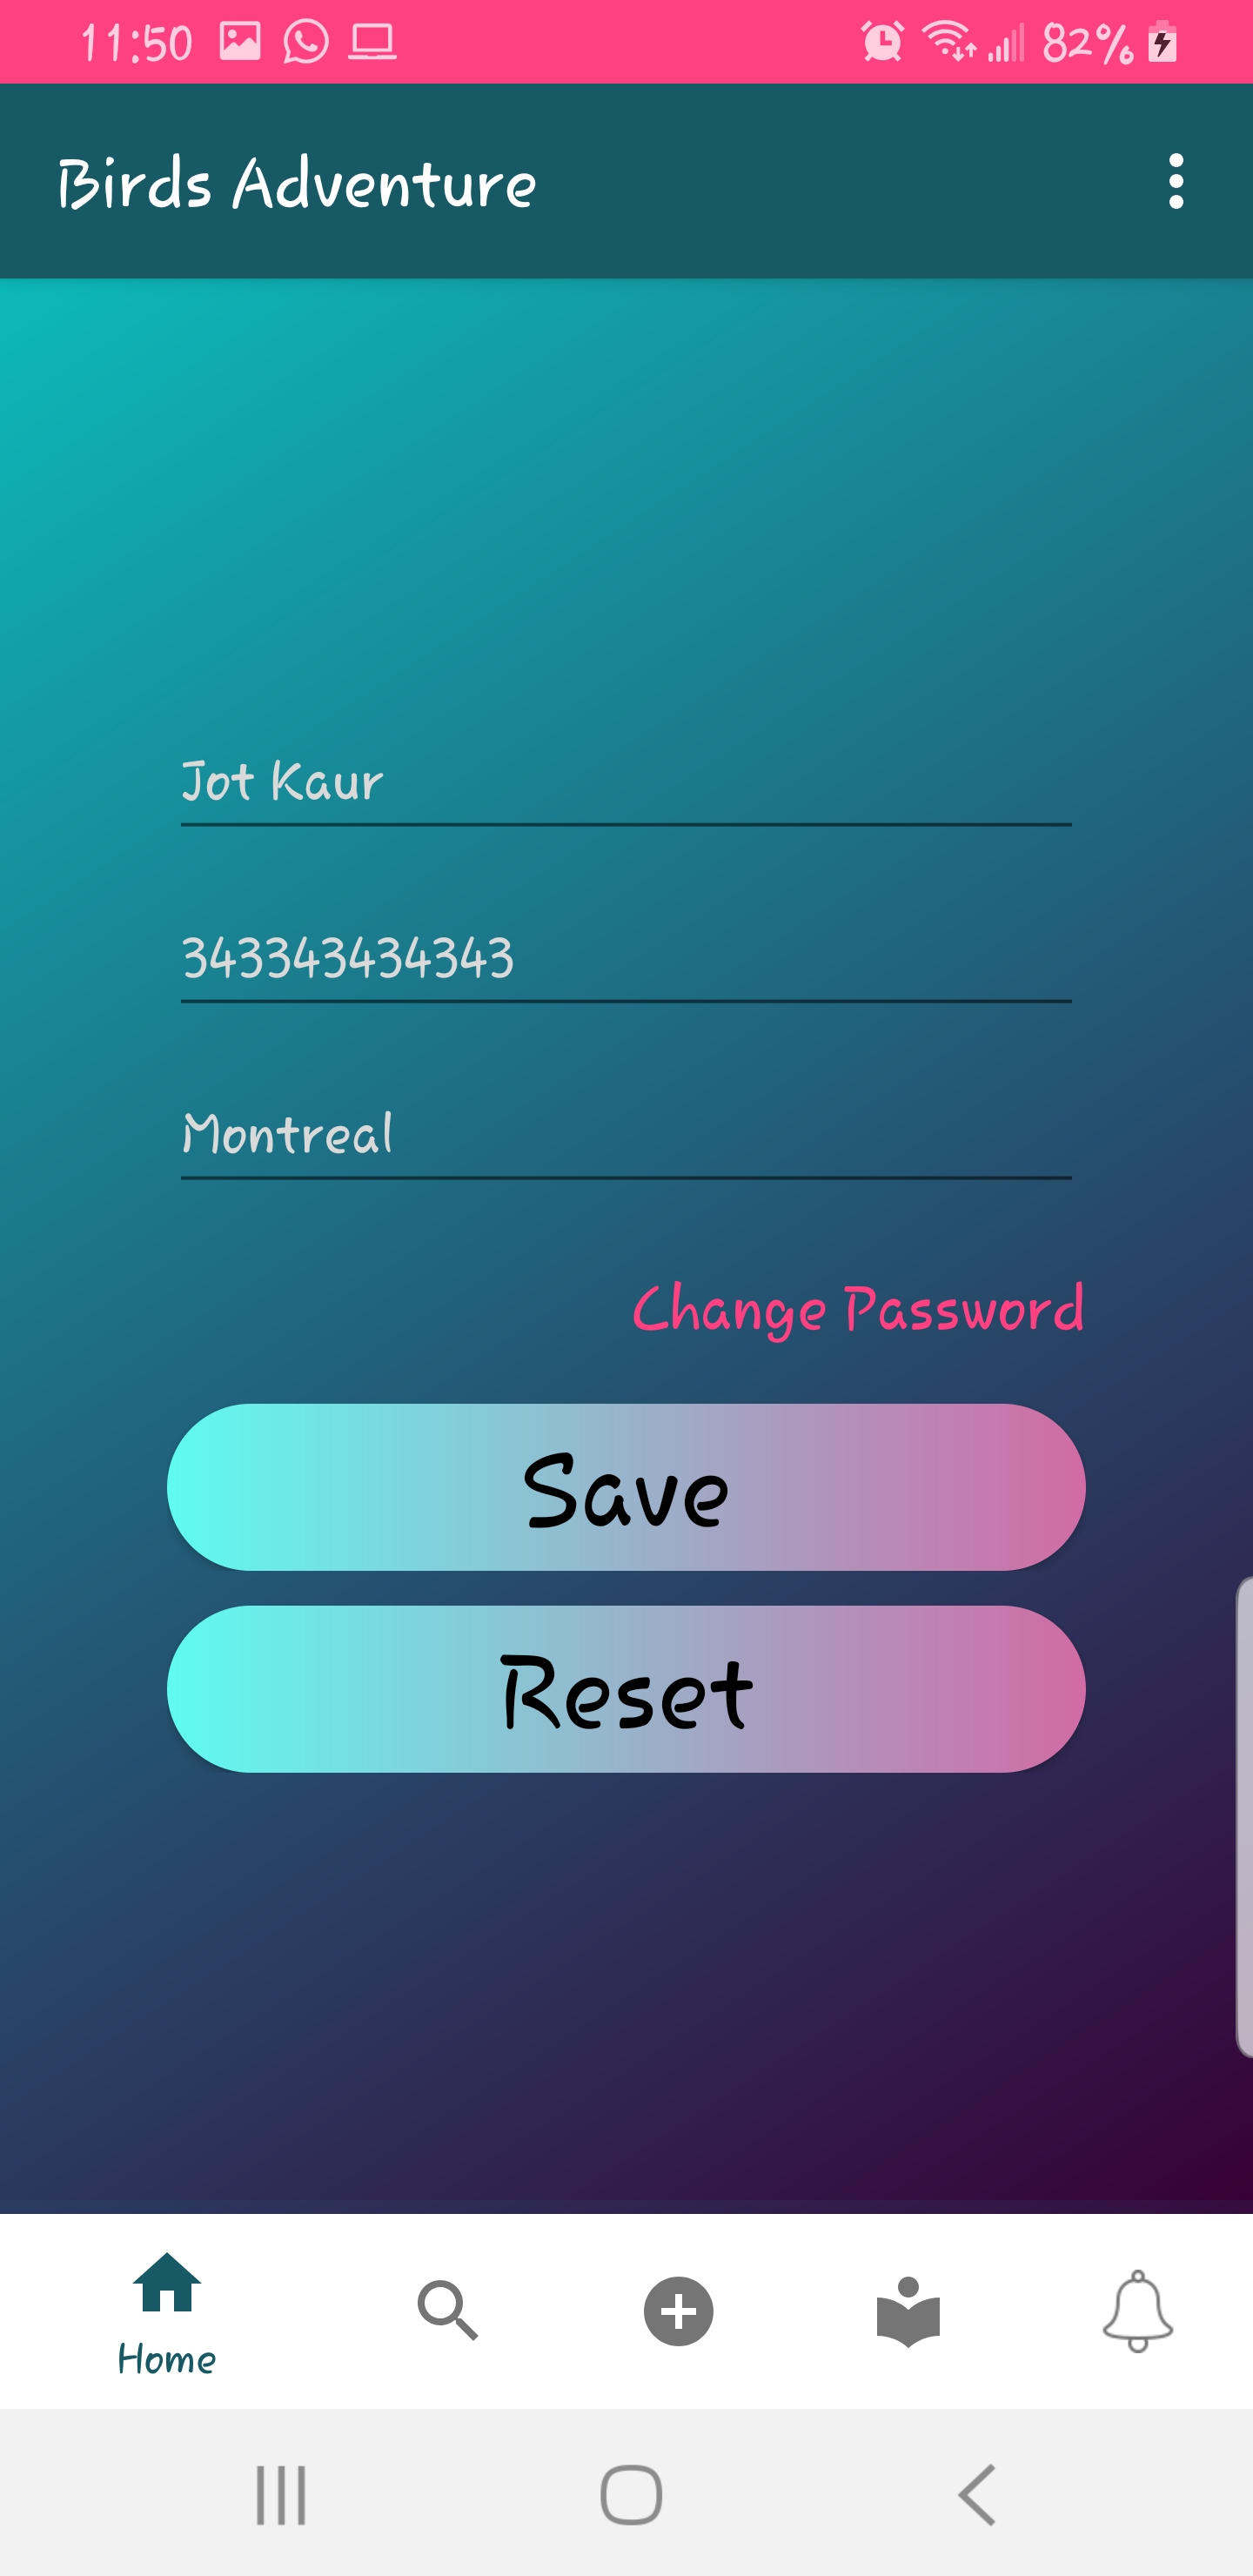 11:50 82%
Birds Adventure
Jot Kaur
343343434343
Montreal
Change Password
Save
Reset
Home